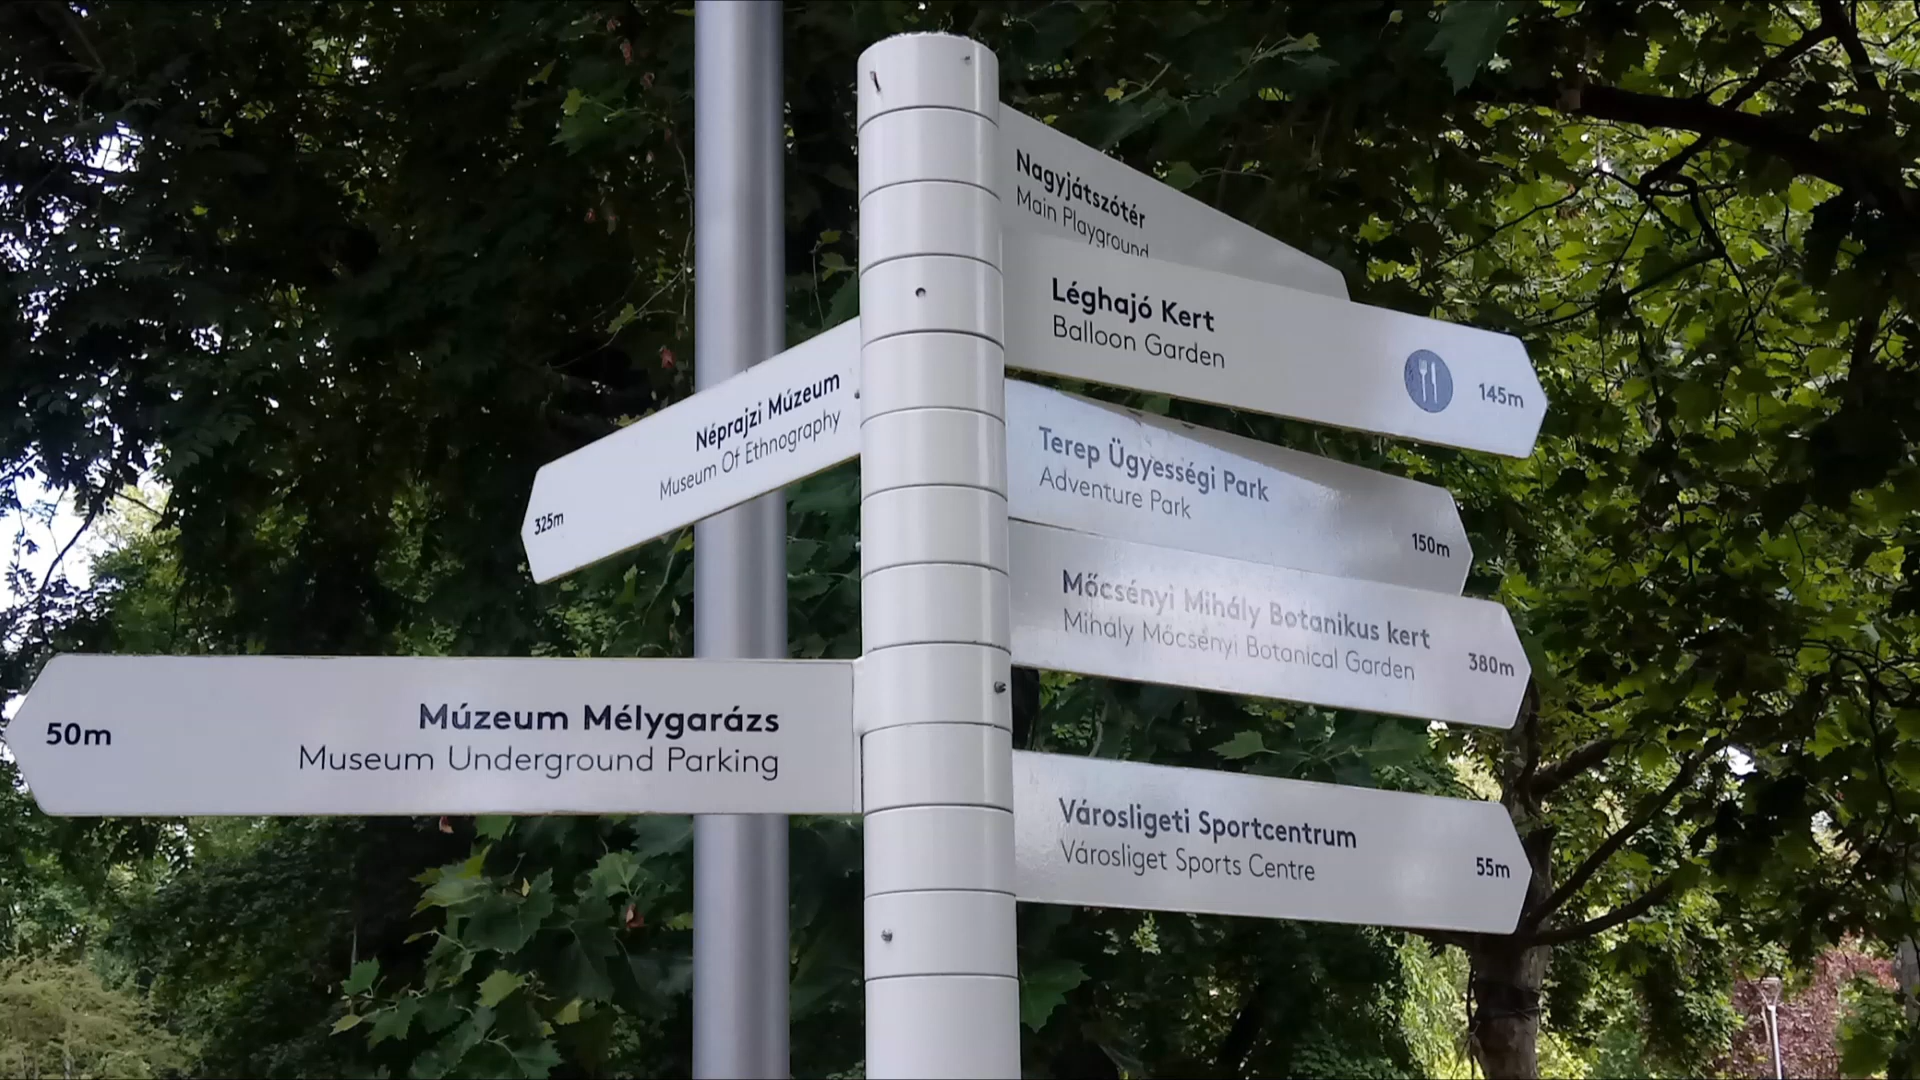 Nagyjátszótér
Main Playground
Léghajó Kert
Balloon Garden
145m
Néprajzi Múzeum
Museum Of Ethnography
325m
Terep Ügyességi Park
Adventure Park
150m
Mőcsényi Mihály Botanikus kert
Mihály Mőcsényi Botanical Garden
380m
Múzeum Mélygarázs
Museum Underground Parking
50m
Városligeti Sportcentrum
Városliget Sports Centre
55m